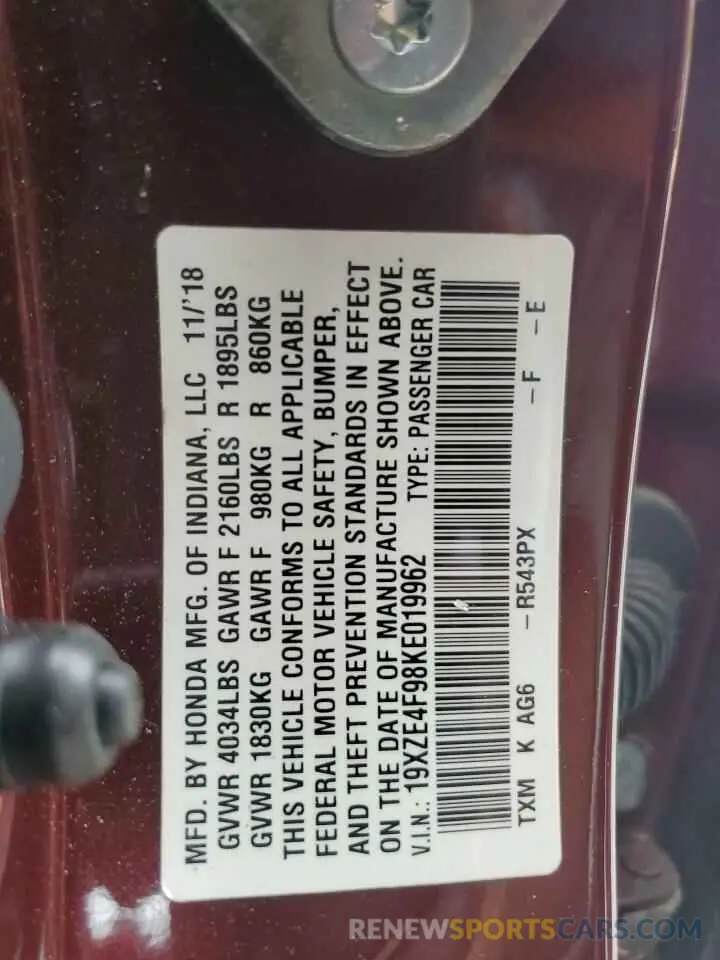 MFD. BY HONDA MFG. OF INDIANA, LLC 11/'18
GVWR 4034LBS GAWR F 2160LBS R 1895LBS
GVWR 1830KG GAWR F 980KG R 860KG
THIS VEHICLE CONFORMS TO ALL APPLICABLE
FEDERAL MOTOR VEHICLE SAFETY, BUMPER,
AND THEFT PREVENTION STANDARDS IN EFFECT
ON THE DATE OF MANUFACTURE SHOWN ABOVE.
V.I.N.: 19XZE4F98KE019962 TYPE: PASSENGER CAR
TXM K AG6 -R543PX -F -E
RENEWSPORTSCARS.COM